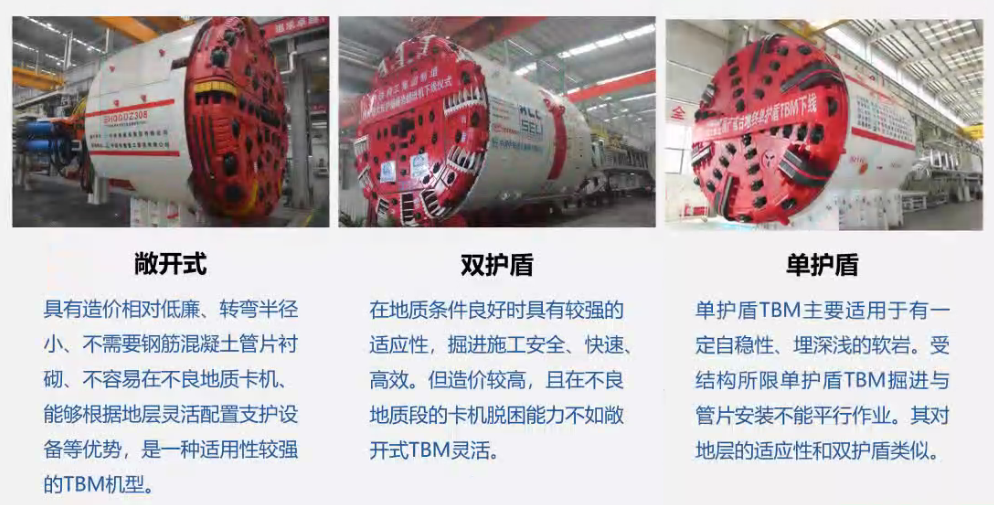 敞开式
具有造价相对低廉、转弯半径
小、不需要钢筋混凝土管片衬
砌、不容易在不良地质卡机、
能够根据地层灵活配置支护设
备等优势，是一种适用性较强
的TBM机型。
双护盾
在地质条件良好时具有较强的
适应性，掘进施工安全、快速、
高效。但造价较高，且在不良
地质段的卡机脱困能力不如敞
开式TBM灵活。
单护盾
单护盾TBM主要适用于有一
定自稳性、埋深浅的软岩。受
结构所限单护盾TBM掘进与
管片安装不能平行作业。其对
地层的适应性和双护盾类似。